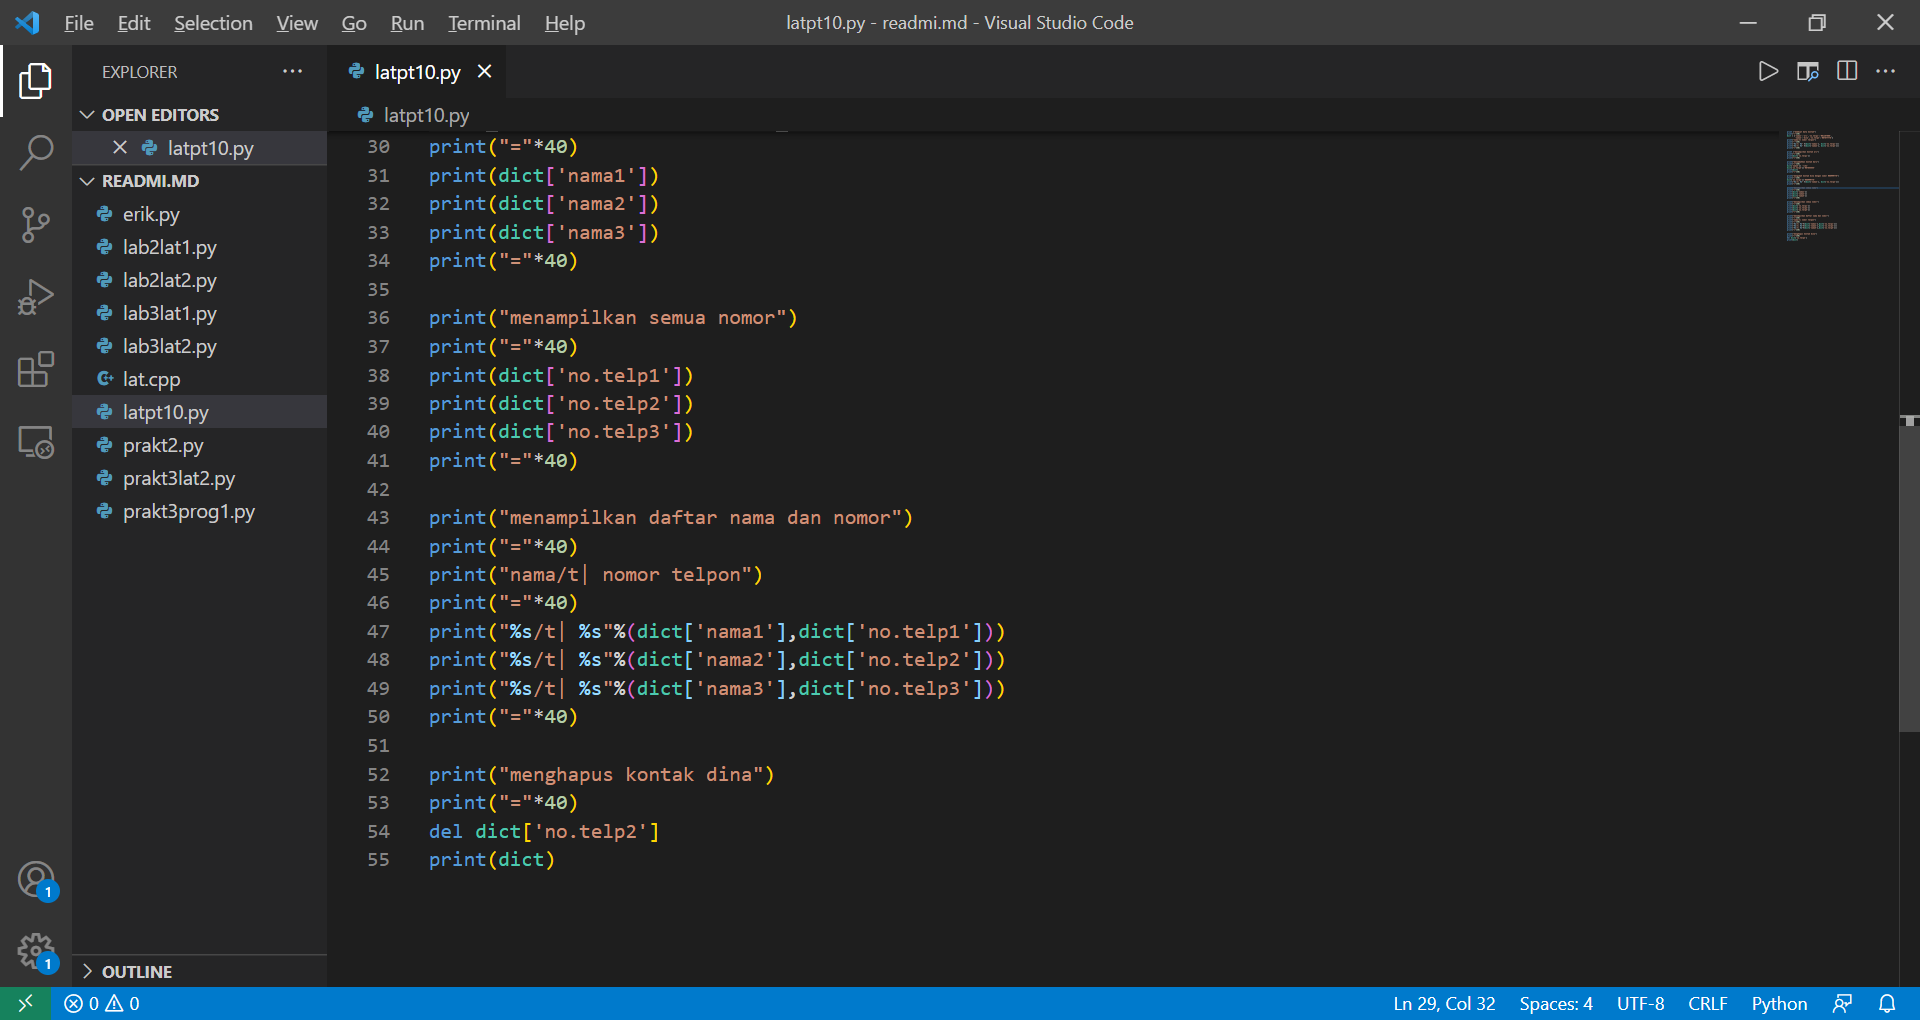 File Edit Selection View Go Run Terminal Help
latpt10.py - readmi.md - Visual Studio Code
EXPLORER
OPEN EDITORS
latpt10.py
READMI.MD
erik.py
lab2lat1.py
lab2lat2.py
lab3lat1.py
lab3lat2.py
lat.cpp
latpt10.py
prakt2.py
prakt3lat2.py
prakt3prog1.py
OUTLINE
latpt10.py
latpt10.py
30 print("="*40)
31 print(dict['nama1'])
32 print(dict['nama2'])
33 print(dict['nama3'])
34 print("="*40)
35
36 print("menampilkan semua nomor")
37 print("="*40)
38 print(dict['no.telp1'])
39 print(dict['no.telp2'])
40 print(dict['no.telp3'])
41 print("="*40)
42
43 print("menampilkan daftar nama dan nomor")
44 print("="*40)
45 print("nama/t| nomor telpon")
46 print("="*40)
47 print("%s/t| %s"%(dict['nama1'],dict['no.telp1']))
48 print("%s/t| %s"%(dict['nama2'],dict['no.telp2']))
49 print("%s/t| %s"%(dict['nama3'],dict['no.telp3']))
50 print("="*40)
51
52 print("menghapus kontak dina")
53 print("="*40)
54 del dict['no.telp2']
55 print(dict)
1
1
0 0
Ln 29, Col 32 Spaces: 4 UTF-8 CRLF Python